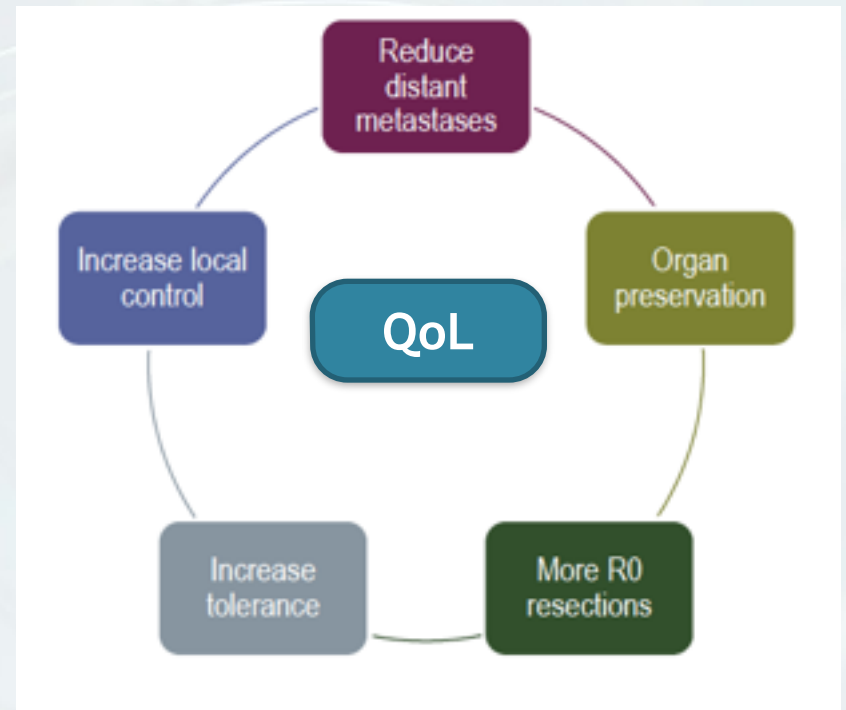 Reduce
distant
metastases
Increase local
control
Organ
preservation
QoL
Increase
tolerance
More R0
resections